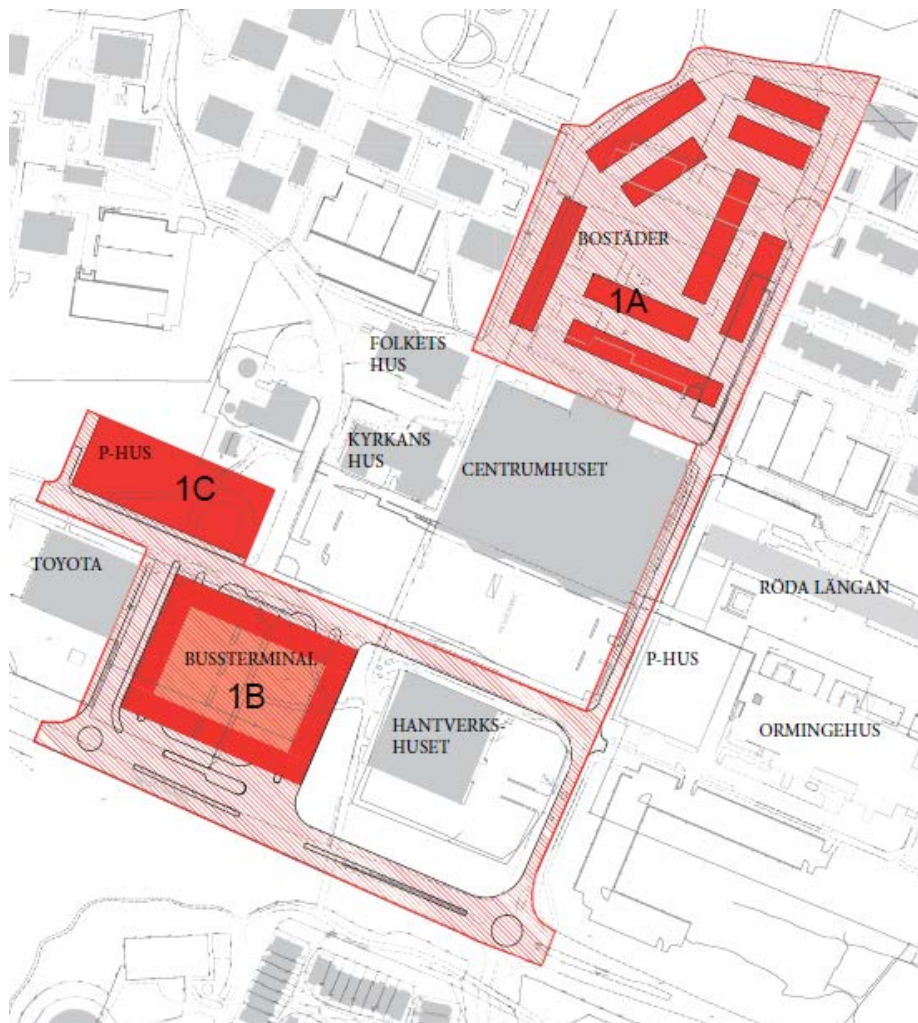 BOSTÄDER
1A
FOLKETS
HUS
KYRKANS
HUS
CENTRUMHUSET
P-HUS
1C
TOYOTA
RÖDA LÄNGAN
BUSSTERMINAL
1B
P-HUS
HANTVERKS-
HUSET
ORMINGEHUS